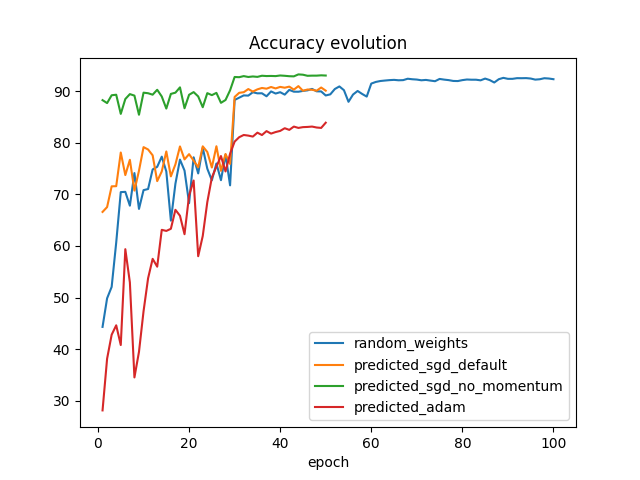 Accuracy evolution
90
80
70
60
50
40
30
0
20
40
60
80
100
epoch
random_weights
predicted_sgd_default
predicted_sgd_no_momentum
predicted_adam